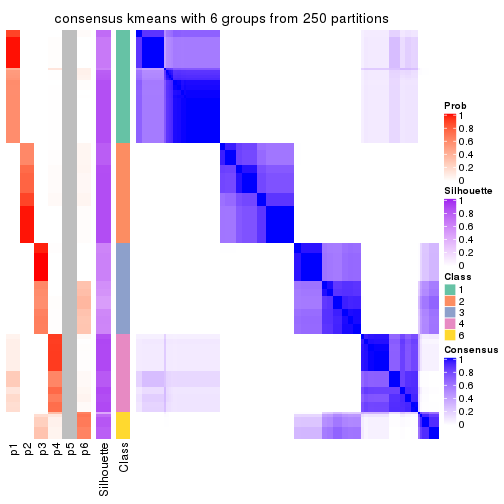 consensus kmeans with 6 groups from 250 partitions
Prob
1
0.8
0.6
0.4
0.2
0
Silhouette
1
0.8
0.6
0.4
0.2
0
Class
1
2
3
4
6
Consensus
1
0.8
0.6
0.4
0.2
0
p1
p2
p3
p4
p5
p6
Silhouette
Class